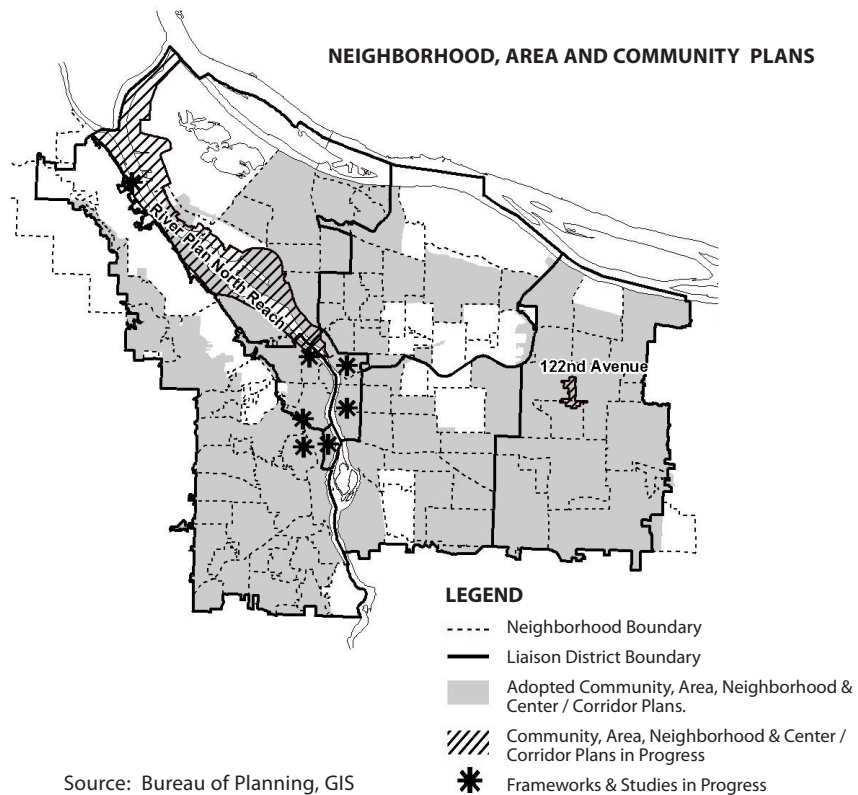 NEIGHBORHOOD, AREA AND COMMUNITY PLANS
River Plan North Reach
122nd Avenue
LEGEND
Neighborhood Boundary
Liaison District Boundary
Adopted Community, Area, Neighborhood &
Center / Corridor Plans.
Community, Area, Neighborhood & Center /
Corridor Plans in Progress
Frameworks & Studies in Progress
Source: Bureau of Planning, GIS